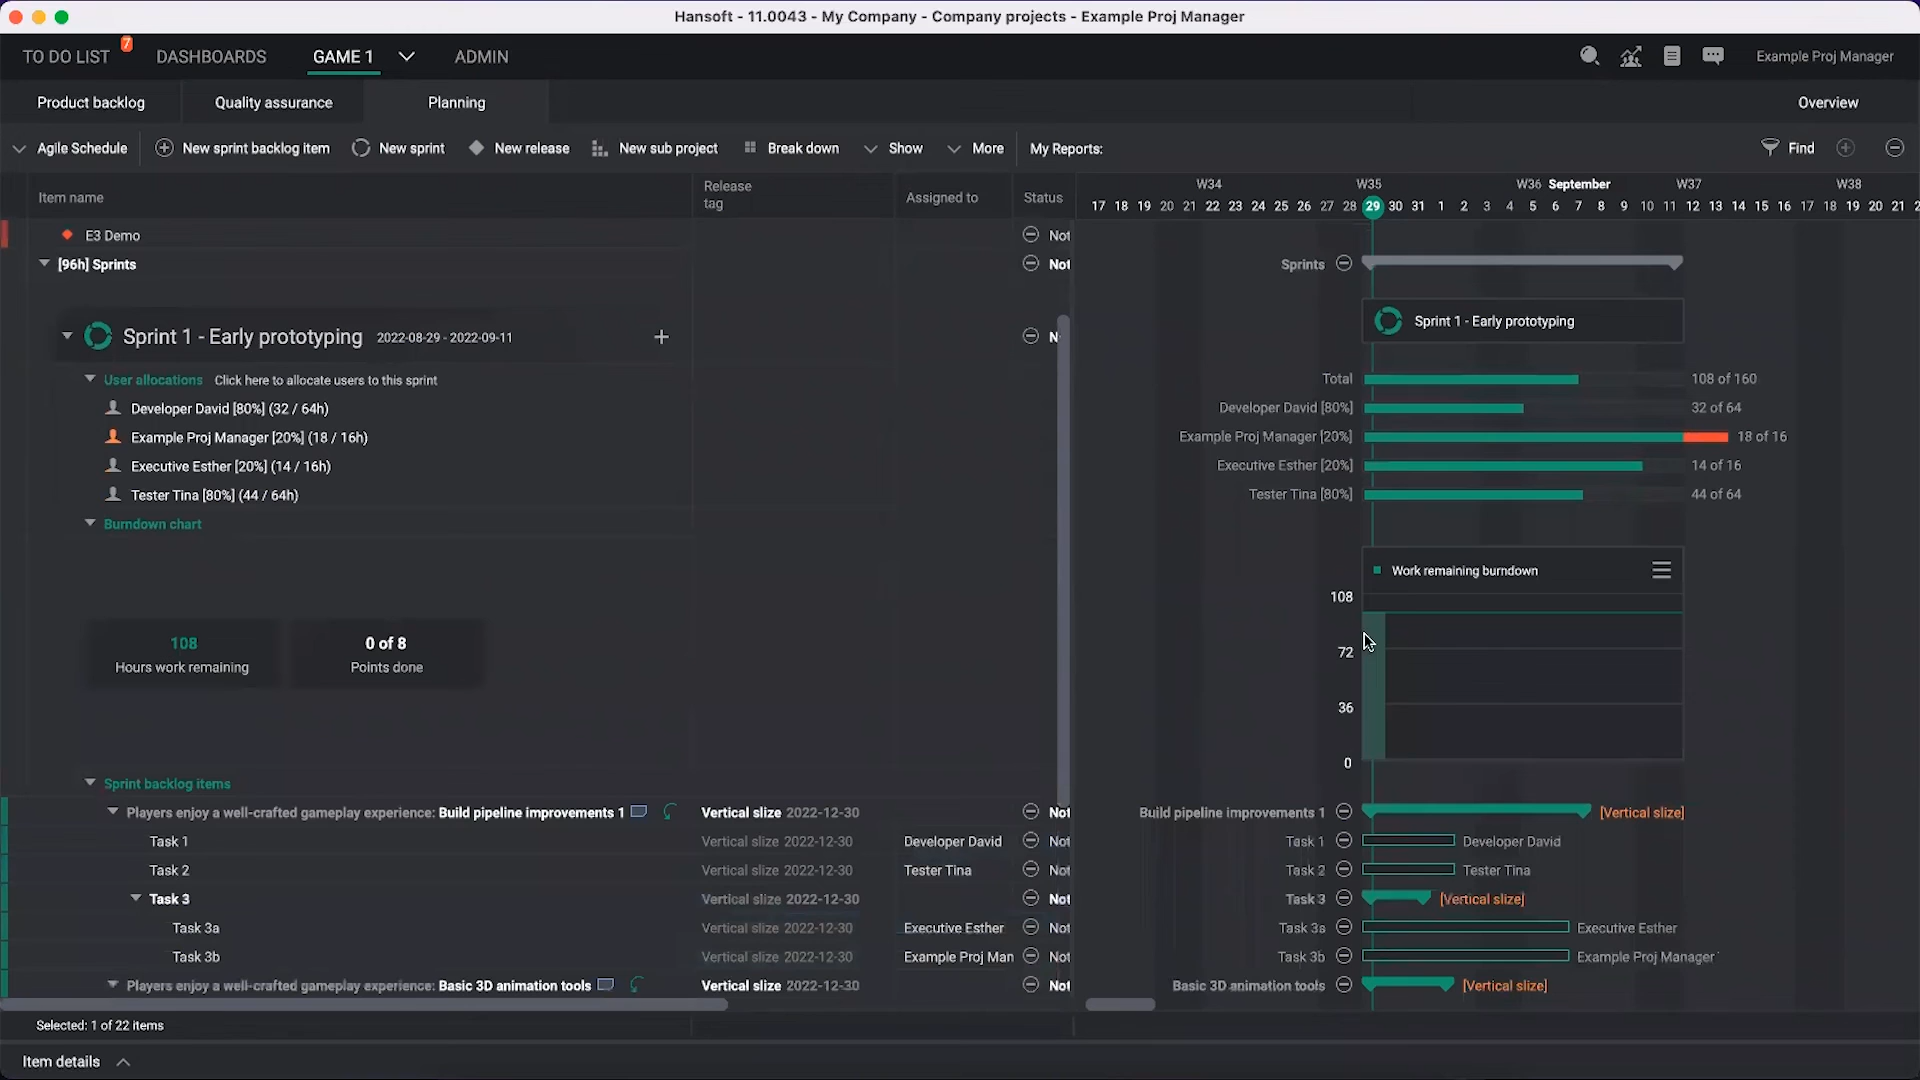 Hansoft - 11.0043 - My Company - Company projects - Example Proj Manager
TO DO LIST 7 DASHBOARDS GAME 1 ADMIN Example Proj Manager
Product backlog Quality assurance Planning Overview
Agile Schedule New sprint backlog item New sprint New release New sub project Break down Show More My Reports: Find
Item name Release tag Assigned to Status
W34 W35 W36 September W37 W38
17 18 19 20 21 22 23 24 25 26 27 28 29 30 31 1 2 3 4 5 6 7 8 9 10 11 12 13 14 15 16 17 18 19 20 21 2
E3 Demo Not
[96h] Sprints Not Sprints
Sprint 1 - Early prototyping 2022-08-29 - 2022-09-11 N
Sprint 1 - Early prototyping
User allocations Click here to allocate users to this sprint Total 108 of 160
Developer David [80%] (32 / 64h) Developer David [80%] 32 of 64
Example Proj Manager [20%] (18 / 16h) Example Proj Manager [20%] 18 of 16
Executive Esther [20%] (14 / 16h) Executive Esther [20%] 14 of 16
Tester Tina [80%] (44 / 64h) Tester Tina [80%] 44 of 64
Burndown chart
Work remaining burndown
108
72
36
0
108
Hours work remaining
0 of 8
Points done
Sprint backlog items
Players enjoy a well-crafted gameplay experience: Build pipeline improvements 1 Vertical slize 2022-12-30 Not Build pipeline improvements 1 [Vertical slize]
Task 1 Vertical slize 2022-12-30 Developer David Not Task 1 Developer David
Task 2 Vertical slize 2022-12-30 Tester Tina Not Task 2 Tester Tina
Task 3 Vertical slize 2022-12-30 Not Task 3 [Vertical slize]
Task 3a Vertical slize 2022-12-30 Executive Esther Not Task 3a Executive Esther
Task 3b Vertical slize 2022-12-30 Example Proj Man Not Task 3b Example Proj Manager
Players enjoy a well-crafted gameplay experience: Basic 3D animation tools Vertical slize 2022-12-30 Not Basic 3D animation tools [Vertical slize]
Selected: 1 of 22 items
Item details